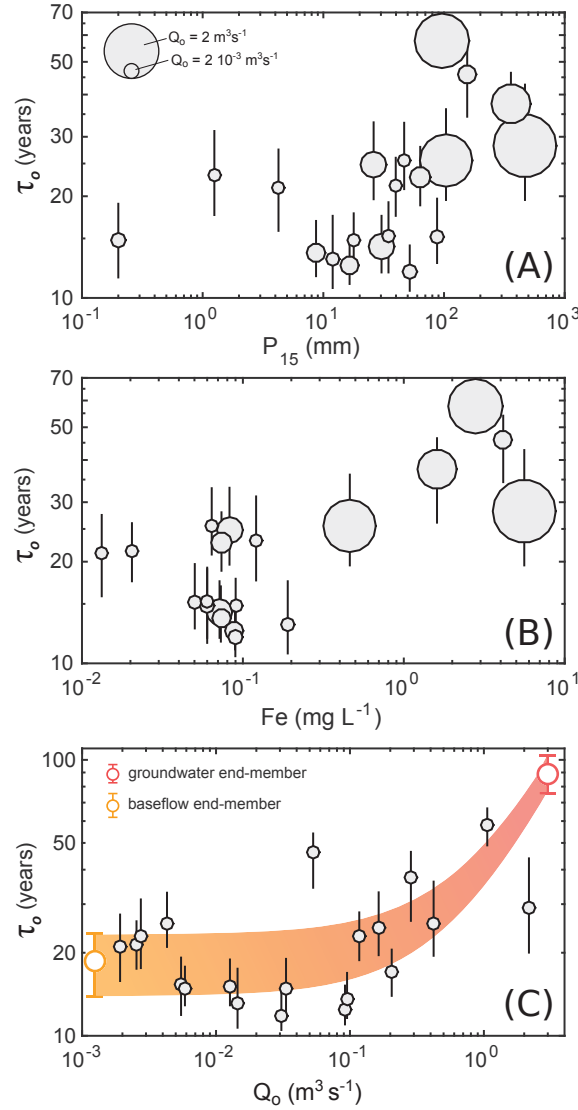 70
50
30
20
10
τo (years)
Qo = 2 m³s⁻¹
Qo = 2 10⁻³ m³s⁻¹
(A)
10⁻¹ 10⁰ 10¹ 10² 10³
P15 (mm)
70
50
30
20
10
τo (years)
(B)
10⁻² 10⁻¹ 10⁰ 10¹
Fe (mg L⁻¹)
100
50
20
10
τo (years)
groundwater end-member
baseflow end-member
(C)
10⁻³ 10⁻² 10⁻¹ 10⁰
Qo (m³ s⁻¹)